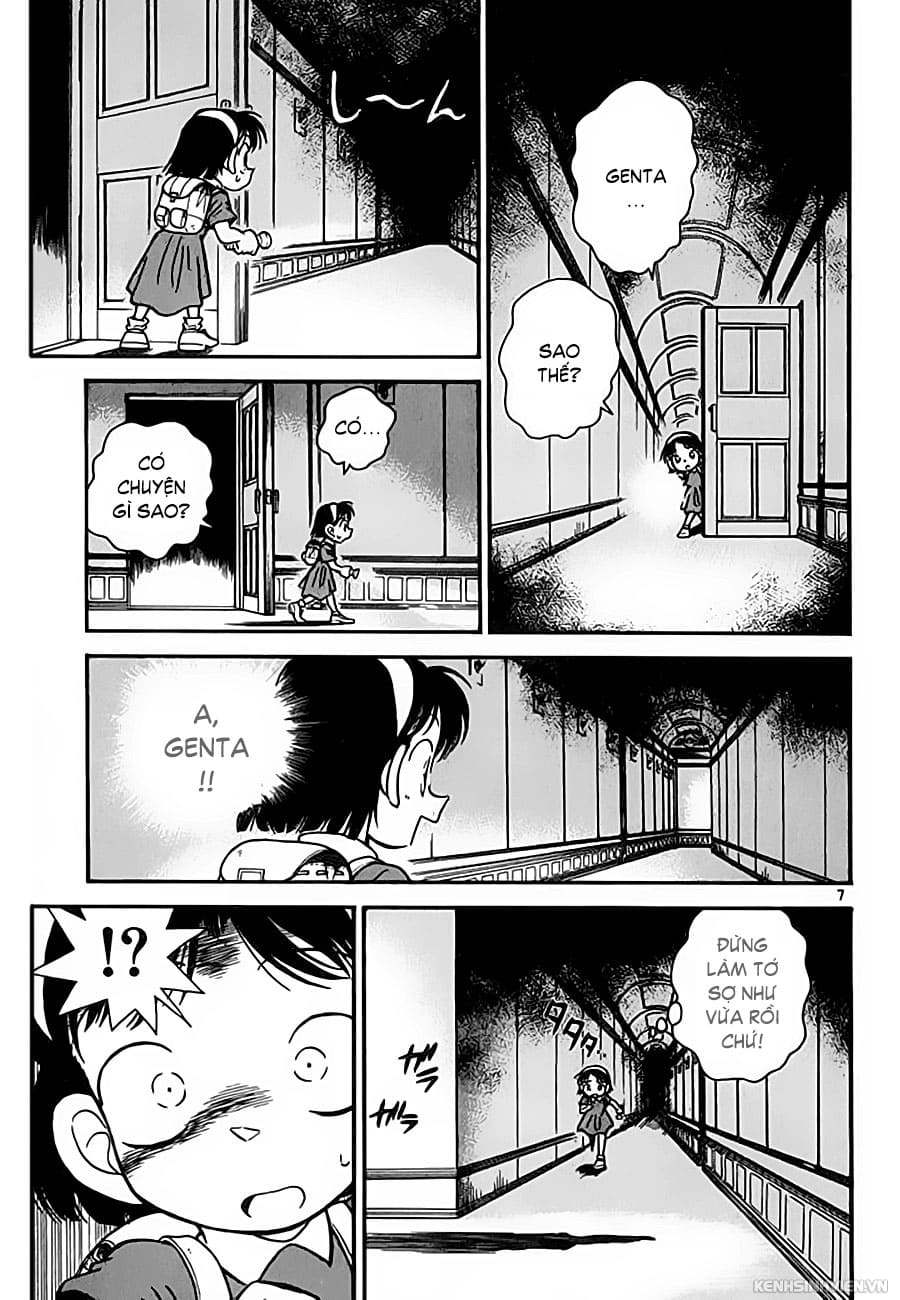 GENTA
...
SAO
THẾ?
し〜ん
CÓ...
CÓ
CHUYỆN
GÌ SAO?
A,
GENTA
!!
7
ĐỪNG
LÀM TỚ
SỢ NHƯ
VỪA RỒI
CHỨ!
!?
KENHSINHVIEN.VN